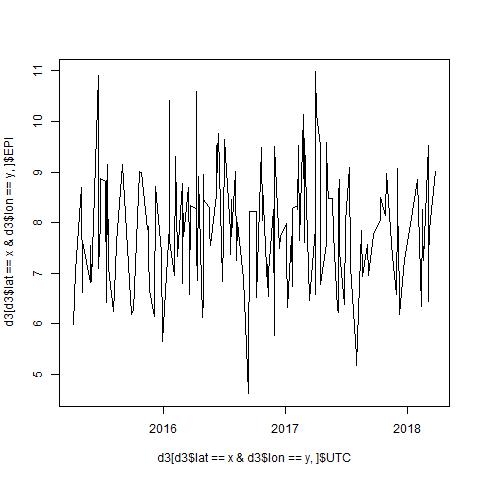 11
10
9
8
7
6
5
d3[d3$lat == x & d3$lon == y, ]$EPI
2016 2017 2018
d3[d3$lat == x & d3$lon == y, ]$UTC